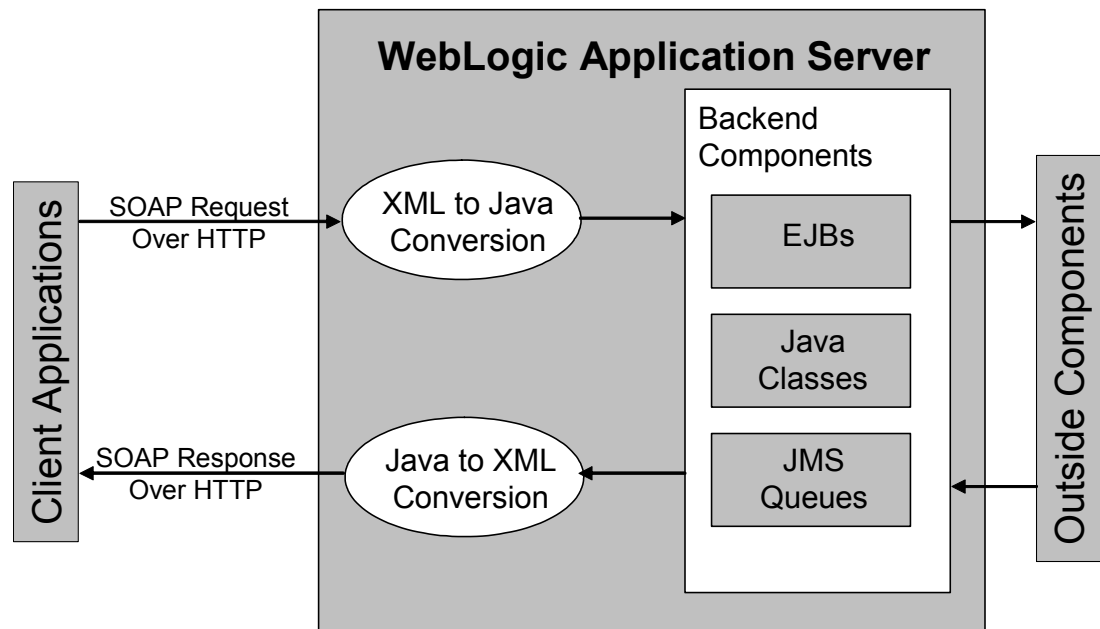 WebLogic Application Server
Client Applications
SOAP Request
Over HTTP
XML to Java
Conversion
Backend
Components
EJBs
Java
Classes
JMS
Queues
Outside Components
SOAP Response
Over HTTP
Java to XML
Conversion